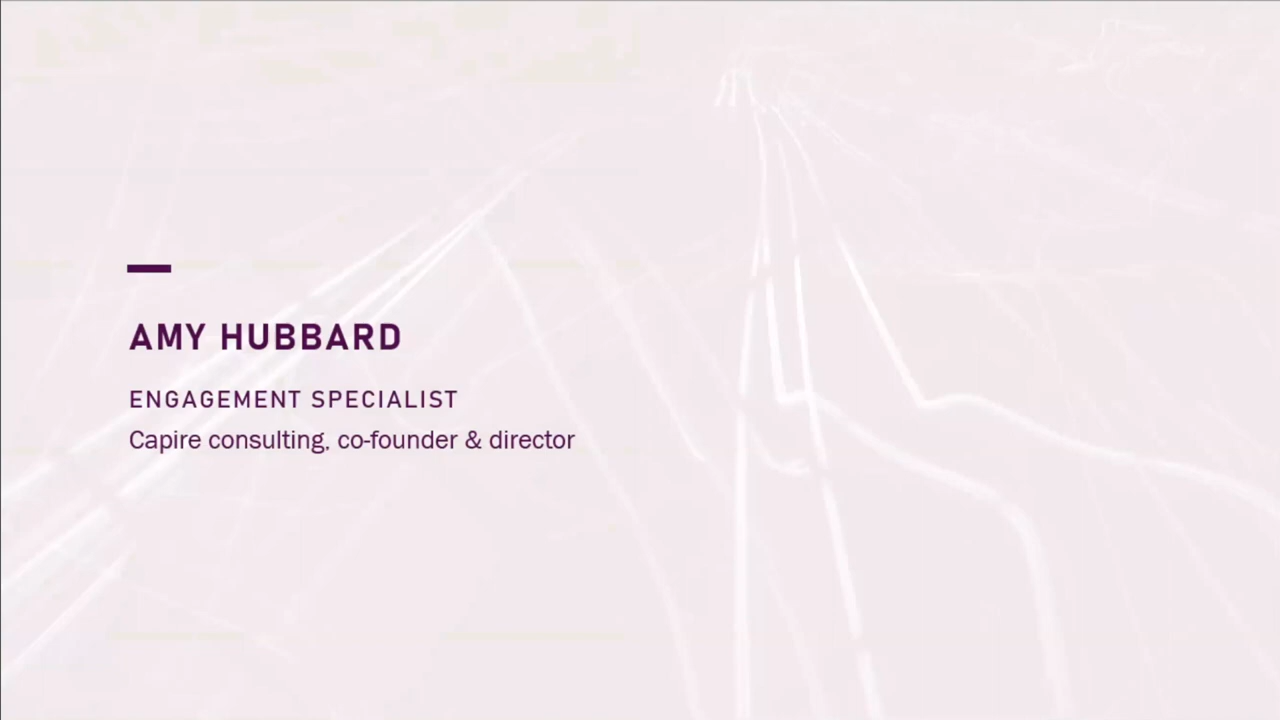 AMY HUBBARD
ENGAGEMENT SPECIALIST
Capire consulting, co-founder & director